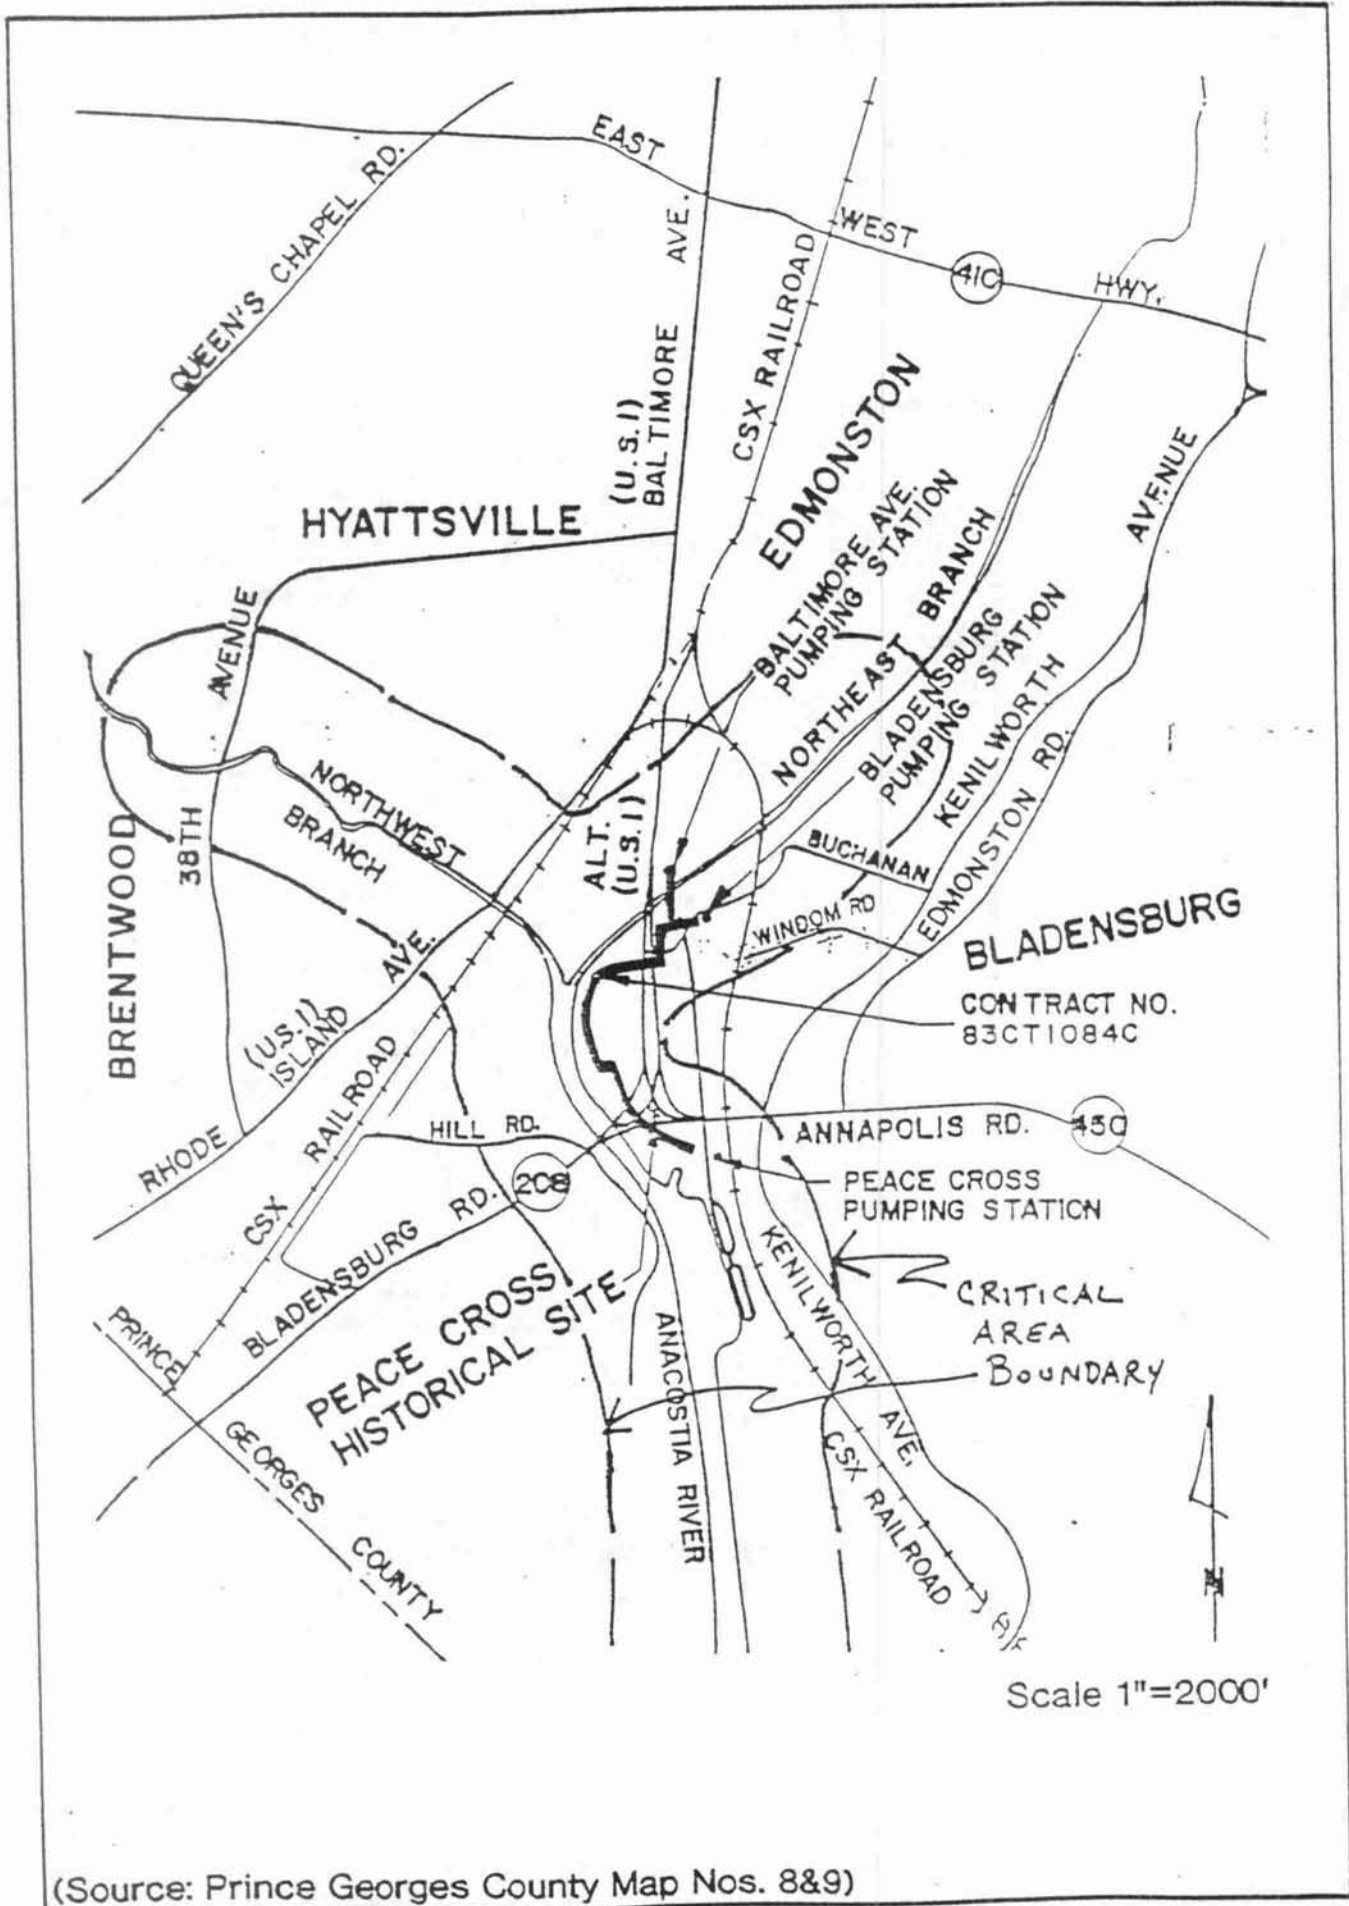 EAST
WEST
41C
HWY.
QUEEN'S CHAPEL RD.
(U.S.1)
BALTIMORE AVE.
CSX RAILROAD
EDMONSTON
HYATTSVILLE
BALTIMORE AVE.
PUMPING STATION
NORTHEAST BRANCH
BLADENSBURG
PUMPING STATION
KENILWORTH AVENUE
EDMONSTON RD.
38TH AVENUE
NORTHWEST
BRANCH
BRENTWOOD
ALT.
(U.S.1)
BUCHANAN
WINDOM RD
BLADENSBURG
CONTRACT NO.
83CT1084C
(U.S.1)
RHODE ISLAND AVE.
CSX RAILROAD
HILL RD.
ANNAPOLIS RD.
450
208
BLADENSBURG RD.
PEACE CROSS
PUMPING STATION
PEACE CROSS
HISTORICAL SITE
KENILWORTH AVE.
CRITICAL
AREA
BOUNDARY
ANACOSTIA RIVER
CSX RAILROAD
PRINCE GEORGES COUNTY
N
Scale 1"=2000'
(Source: Prince Georges County Map Nos. 8&9)